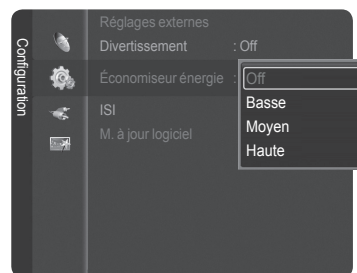 Configuration
Réglages externes
Divertissement : Off
Économiseur énergie : Off
Basse
Moyen
Haute
ISI
M. à jour logiciel